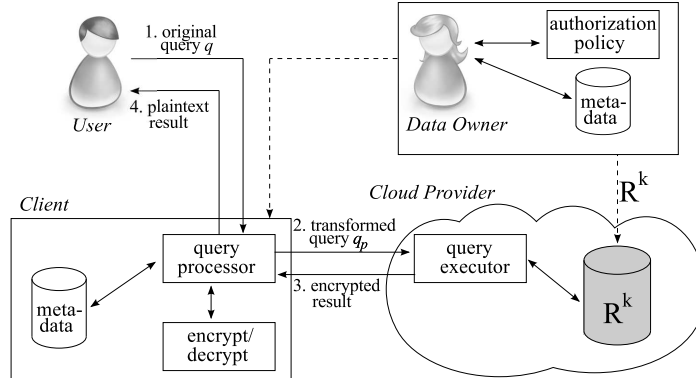 1. original
query q
4. plaintext
result
User
authorization
policy
meta-
data
Data Owner
R^k
Client
Cloud Provider
query
processor
2. transformed
query q_p
3. encrypted
result
query
executor
R^k
meta-
data
encrypt/
decrypt